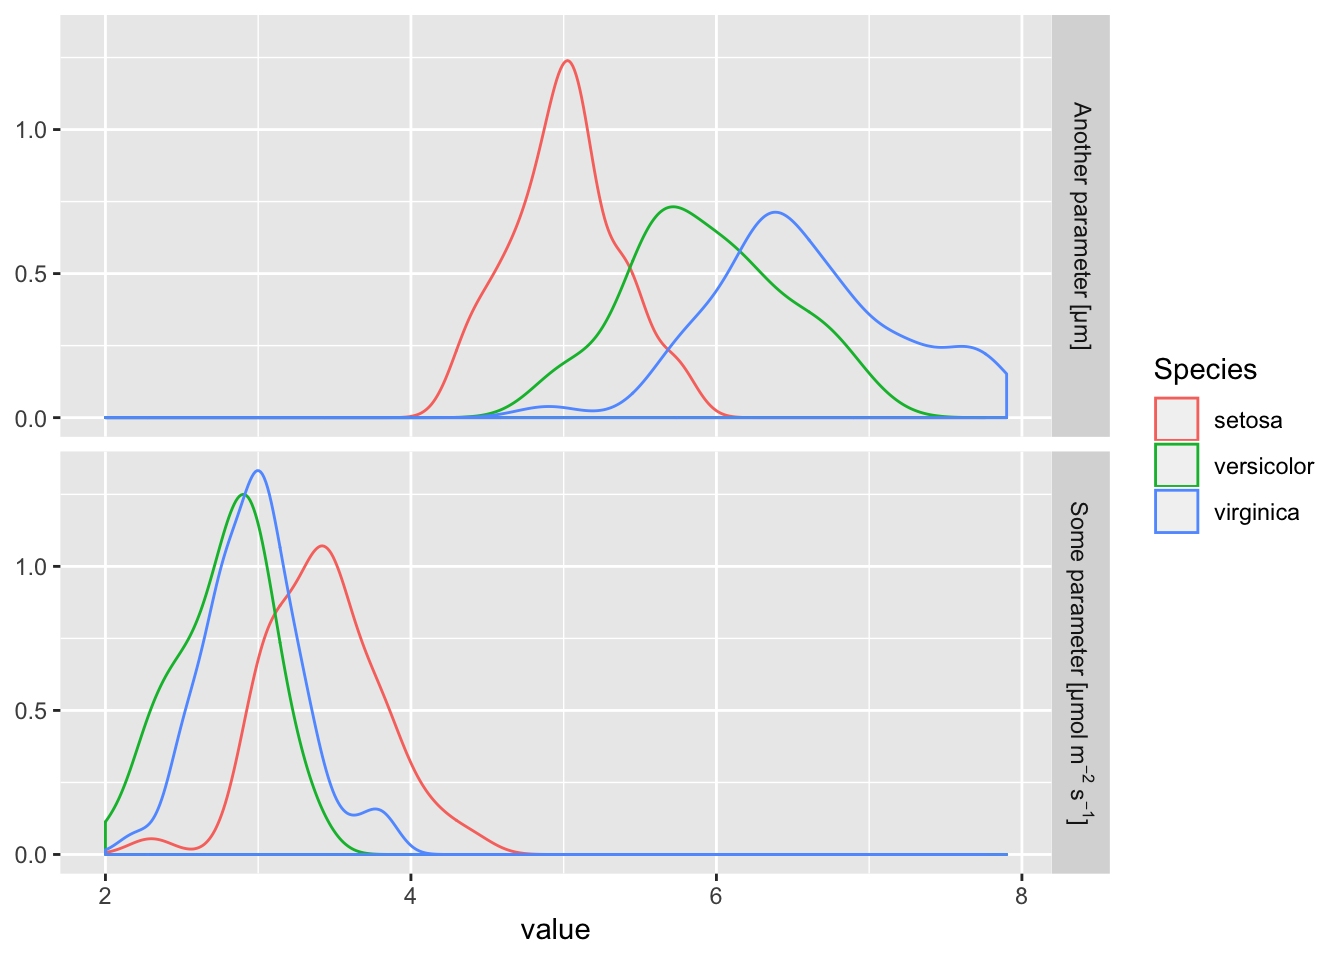 1.0
0.5
0.0
Another parameter [µm]
1.0
0.5
0.0
Some parameter [µmol m⁻² s⁻¹]
2 4 6 8
value
Species
setosa
versicolor
virginica